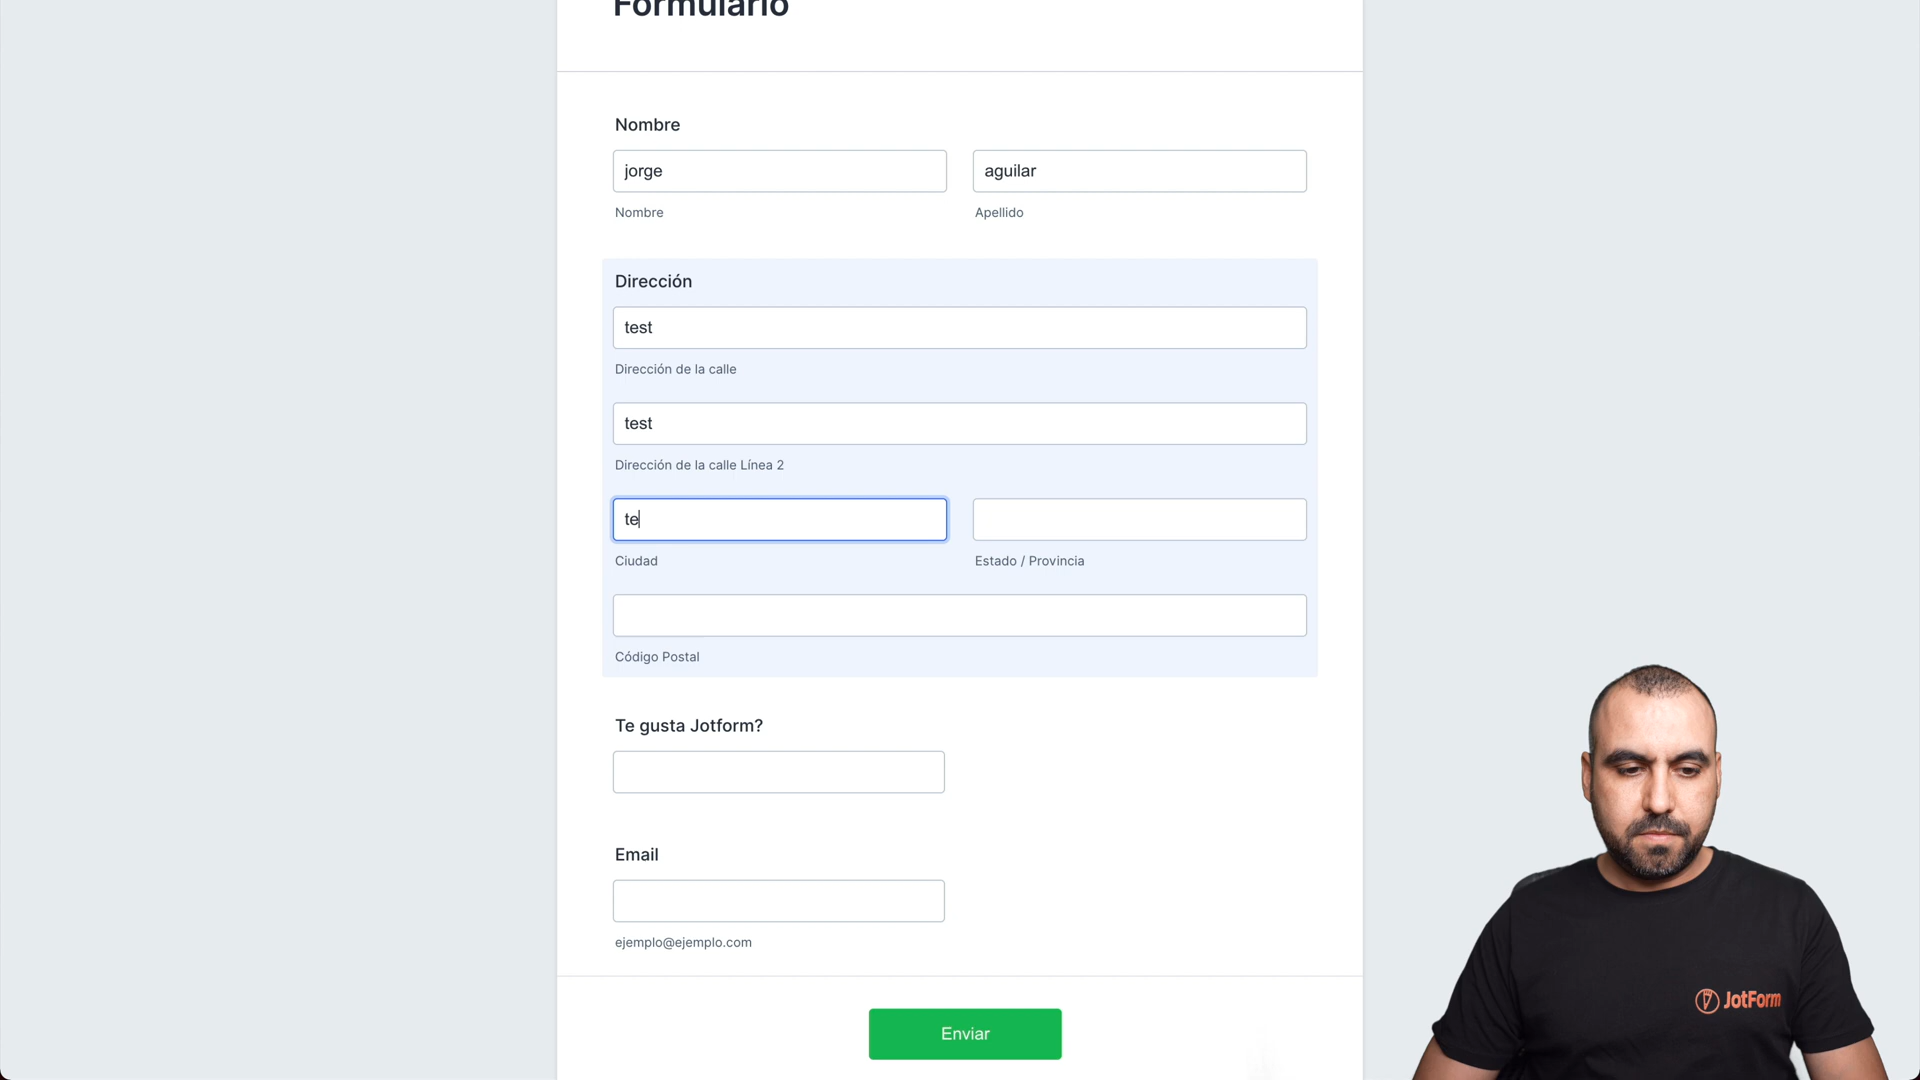 Formulario
Nombre
jorge
aguilar
Nombre
Apellido
Dirección
test
Dirección de la calle
test
Dirección de la calle Línea 2
te
Ciudad
Estado / Provincia
Código Postal
Te gusta Jotform?
Email
ejemplo@ejemplo.com
Enviar
JotForm